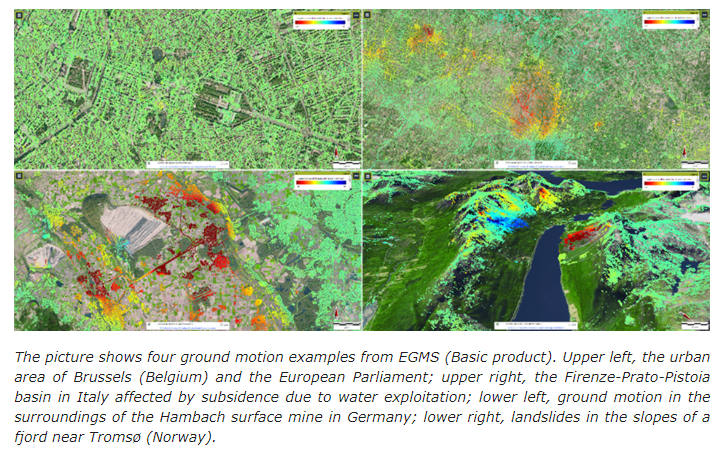 The picture shows four ground motion examples from EGMS (Basic product). Upper left, the urban
area of Brussels (Belgium) and the European Parliament; upper right, the Firenze-Prato-Pistoia
basin in Italy affected by subsidence due to water exploitation; lower left, ground motion in the
surroundings of the Hambach surface mine in Germany; lower right, landslides in the slopes of a
fjord near Tromsø (Norway).